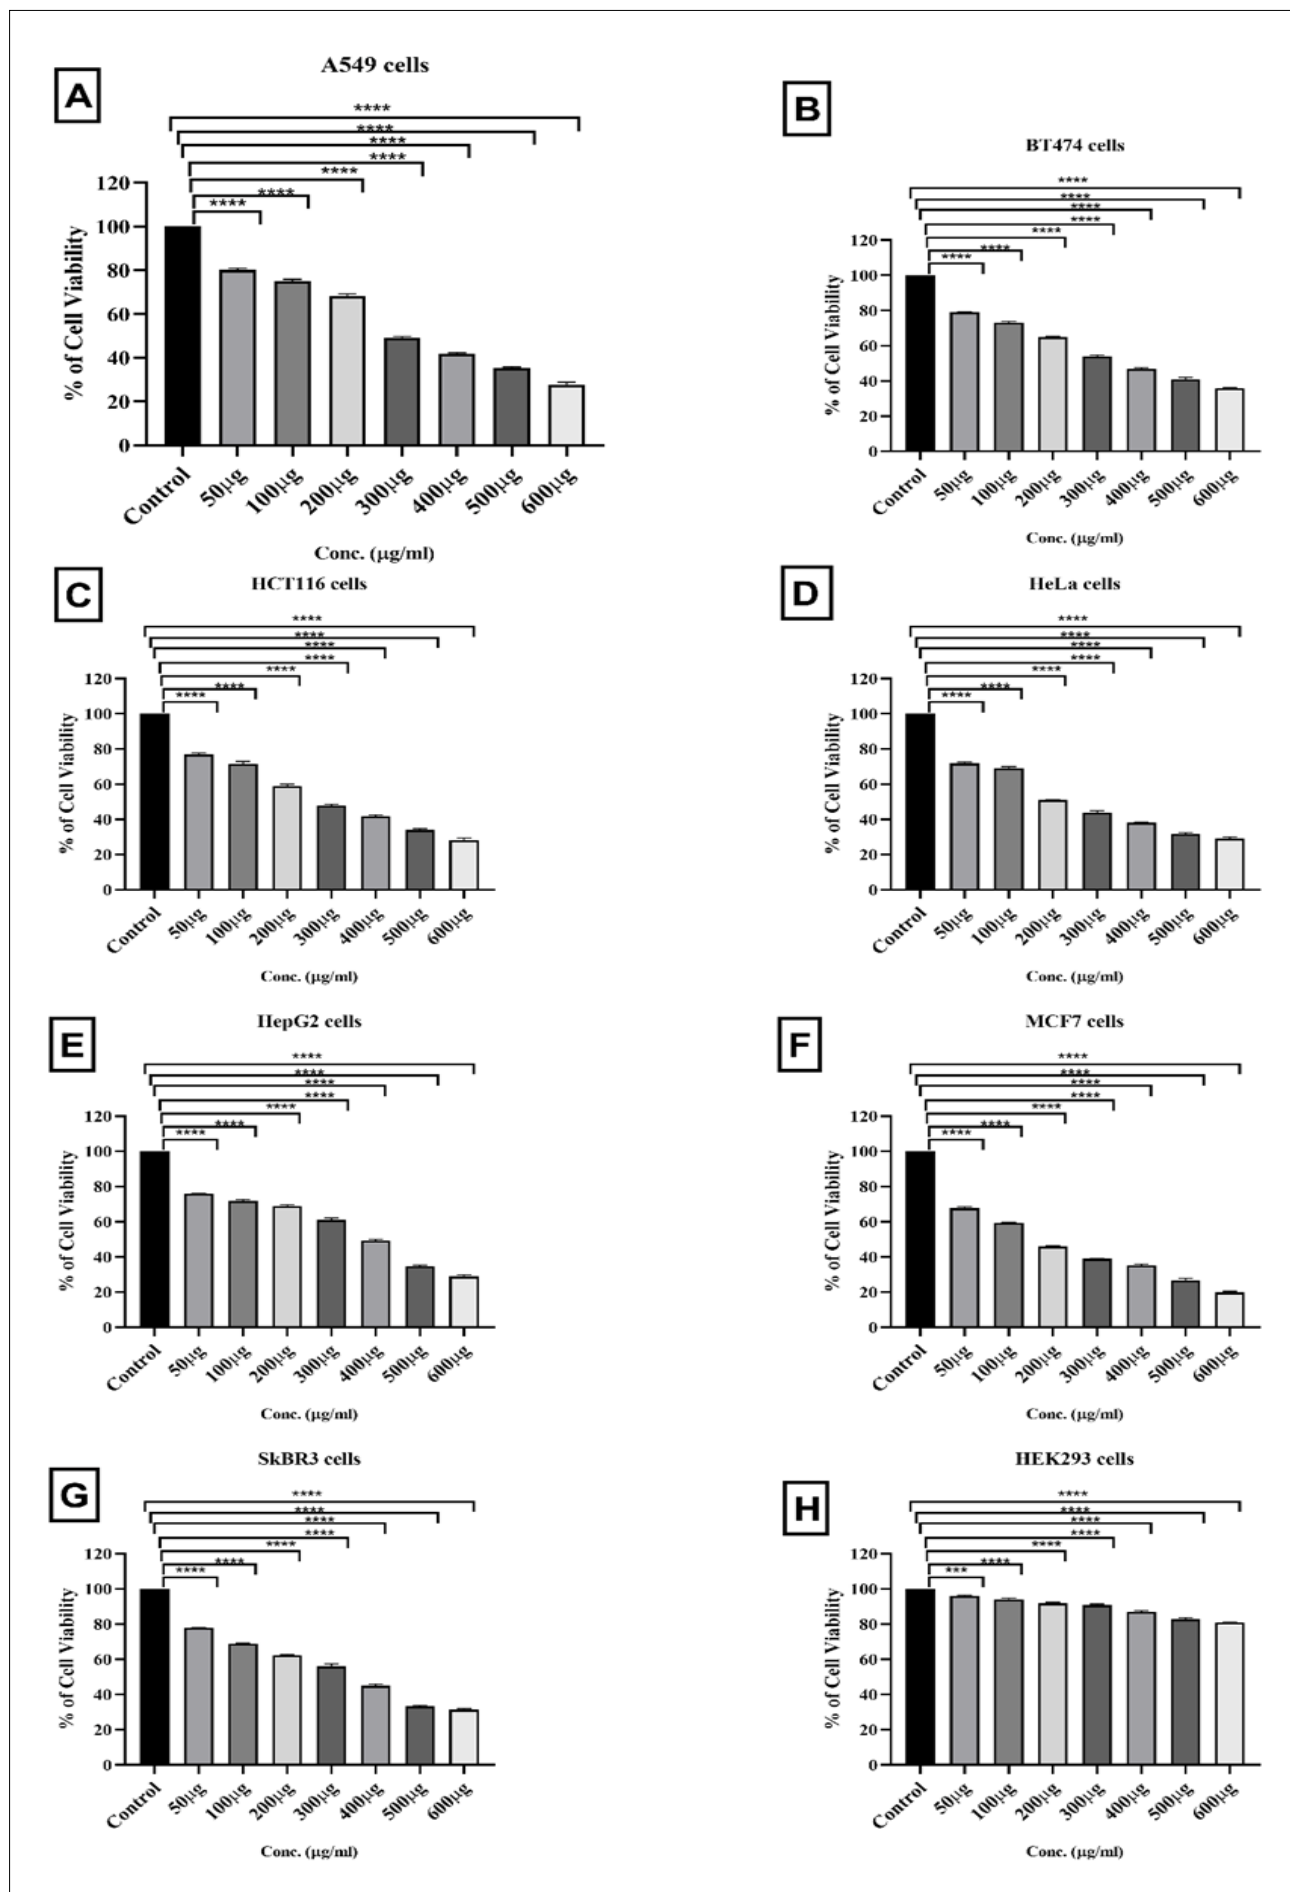 A
A549 cells
****
****
****
****
****
****
****
% of Cell Viability
120
100
80
60
40
20
0
Control
50µg
100µg
200µg
300µg
400µg
500µg
600µg
Conc. (µg/ml)
B
BT474 cells
****
****
****
****
****
****
****
% of Cell Viability
120
100
80
60
40
20
0
Control
50µg
100µg
200µg
300µg
400µg
500µg
600µg
Conc. (µg/ml)
C
HCT116 cells
****
****
****
****
****
****
****
% of Cell Viability
120
100
80
60
40
20
0
Control
50µg
100µg
200µg
300µg
400µg
500µg
600µg
Conc. (µg/ml)
D
HeLa cells
****
****
****
****
****
****
****
% of Cell Viability
120
100
80
60
40
20
0
Control
50µg
100µg
200µg
300µg
400µg
500µg
600µg
Conc. (µg/ml)
E
HepG2 cells
****
****
****
****
****
****
****
% of Cell Viability
120
100
80
60
40
20
0
Control
50µg
100µg
200µg
300µg
400µg
500µg
600µg
Conc. (µg/ml)
F
MCF7 cells
****
****
****
****
****
****
****
% of Cell Viability
120
100
80
60
40
20
0
Control
50µg
100µg
200µg
300µg
400µg
500µg
600µg
Conc. (µg/ml)
G
SkBR3 cells
****
****
****
****
****
****
****
% of Cell Viability
120
100
80
60
40
20
0
Control
50µg
100µg
200µg
300µg
400µg
500µg
600µg
Conc. (µg/ml)
H
HEK293 cells
****
****
****
****
****
****
***
% of Cell Viability
120
100
80
60
40
20
0
Control
50µg
100µg
200µg
300µg
400µg
500µg
600µg
Conc. (µg/ml)